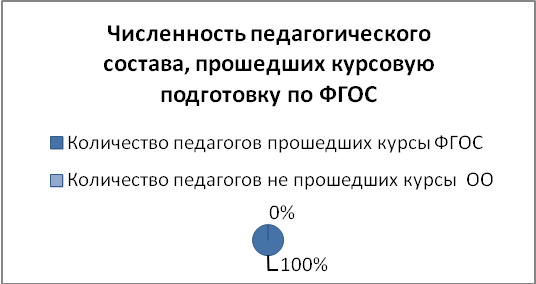 Численность педагогического
состава, прошедших курсовую
подготовку по ФГОС
Количество педагогов прошедших курсы ФГОС
Количество педагогов не прошедших курсы ОО
0%
100%